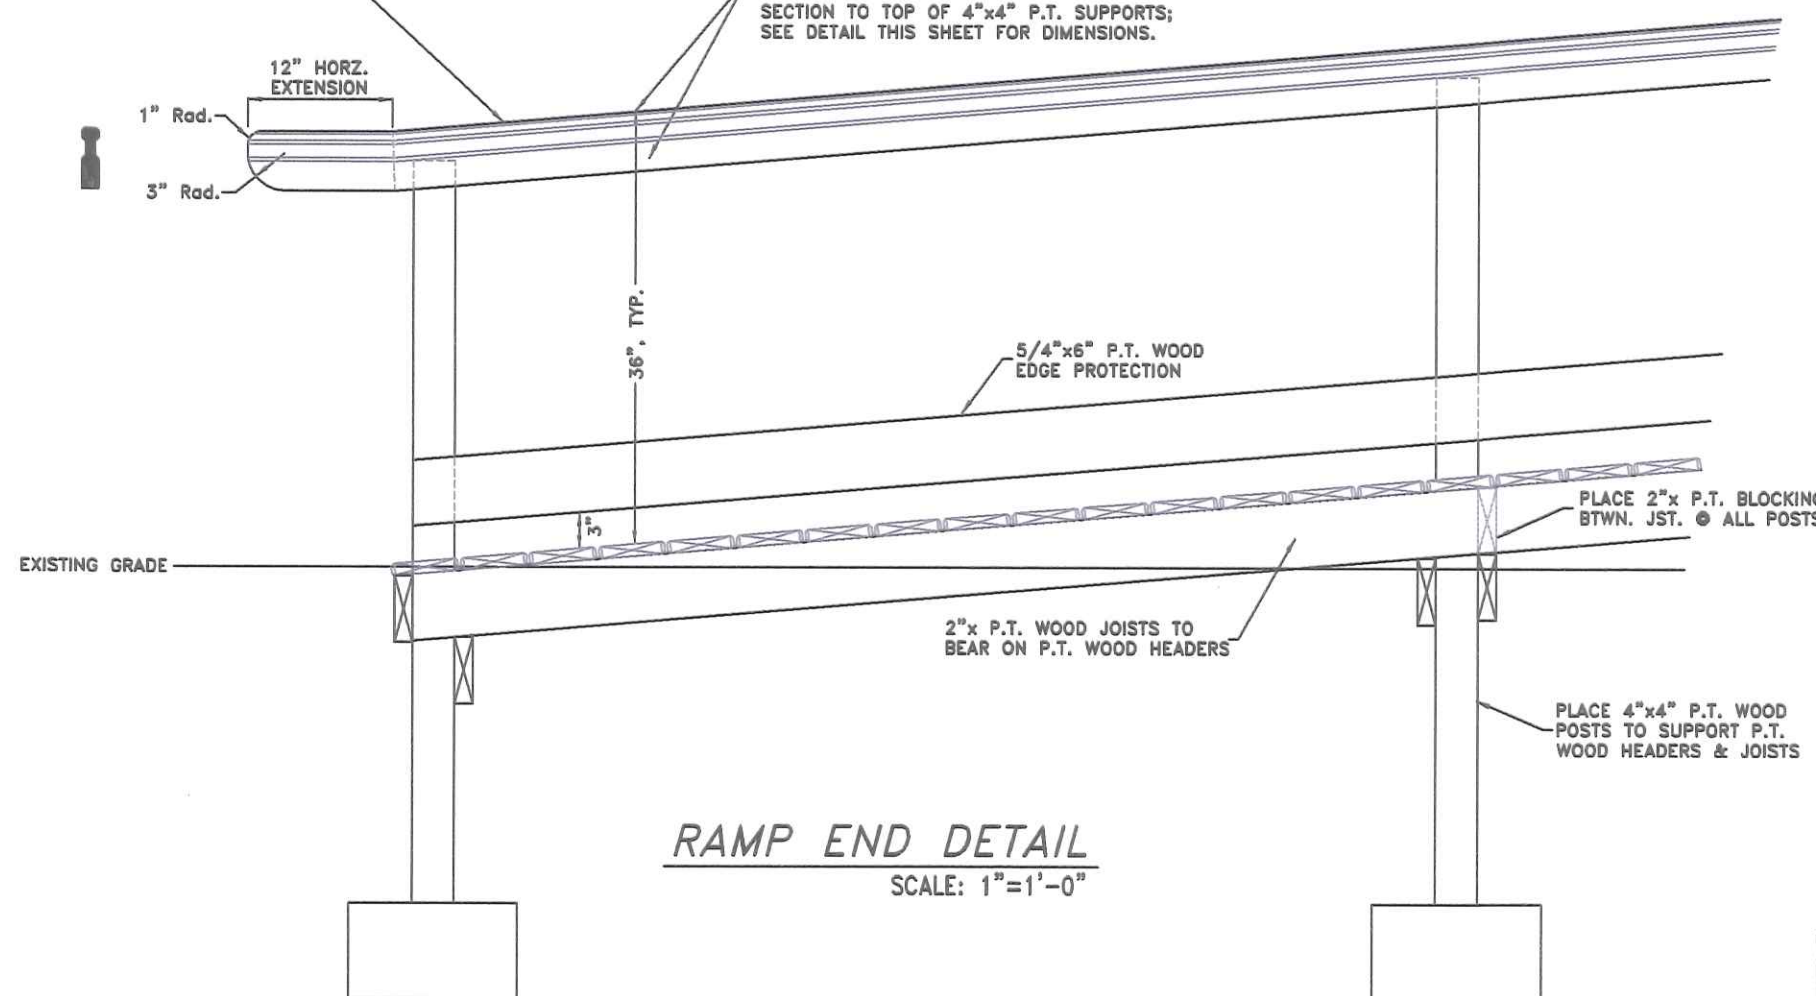 SECTION TO TOP OF 4"x4" P.T. SUPPORTS;
SEE DETAIL THIS SHEET FOR DIMENSIONS.
12" HORZ.
EXTENSION
1" Rad.
3" Rad.
36", TYP.
5/4"x6" P.T. WOOD
EDGE PROTECTION
3"
PLACE 2"x P.T. BLOCKING
BTWN. JST. @ ALL POSTS
EXISTING GRADE
2"x P.T. WOOD JOISTS TO
BEAR ON P.T. WOOD HEADERS
PLACE 4"x4" P.T. WOOD
POSTS TO SUPPORT P.T.
WOOD HEADERS & JOISTS
RAMP END DETAIL
SCALE: 1"=1'-0"